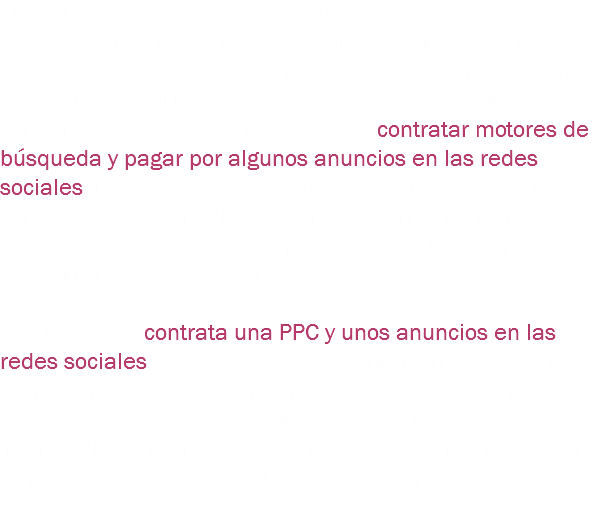 contratar motores de
búsqueda y pagar por algunos anuncios en las redes
sociales
contrata una PPC y unos anuncios en las
redes sociales